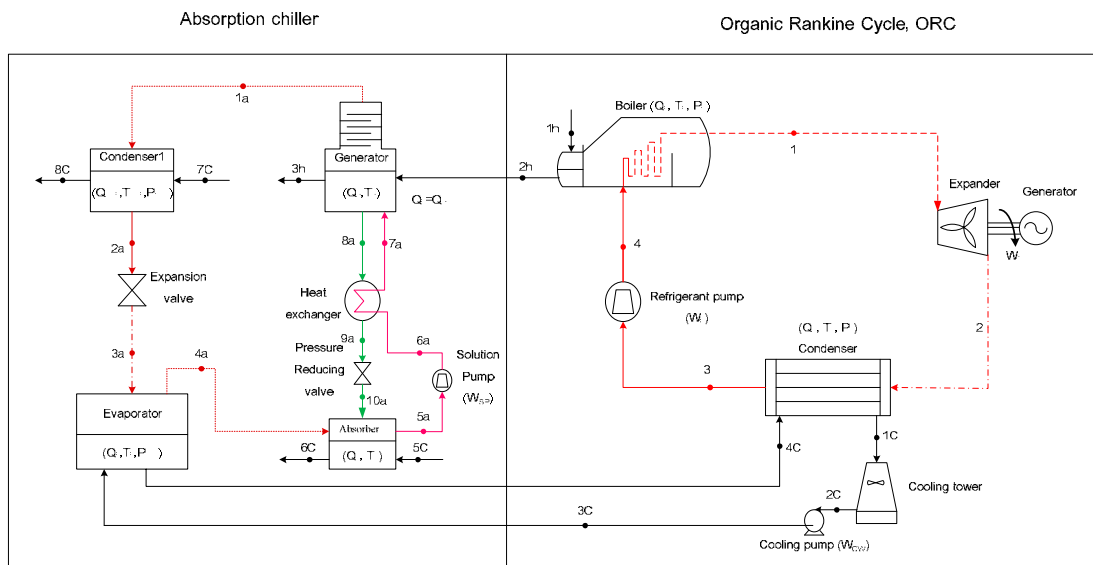 Absorption chiller
Organic Rankine Cycle, ORC
1a
Generator
Condenser1
8C
7C
3h
2h
(Q, T)
Q =Q
2a
8a
7a
Expansion
valve
Heat
exchanger
3a
4a
9a
6a
Pressure
Reducing
valve
Solution
Pump
(W_SP)
10a
5a
Evaporator
Absorber
(Q, T)
6C
5C
3C
Boiler (Q, T, P)
1h
1
Expander
Generator
W
4
Refrigerant pump
(W)
2
(Q, T, P)
Condenser
3
1C
4C
Cooling tower
2C
Cooling pump (W_CW)